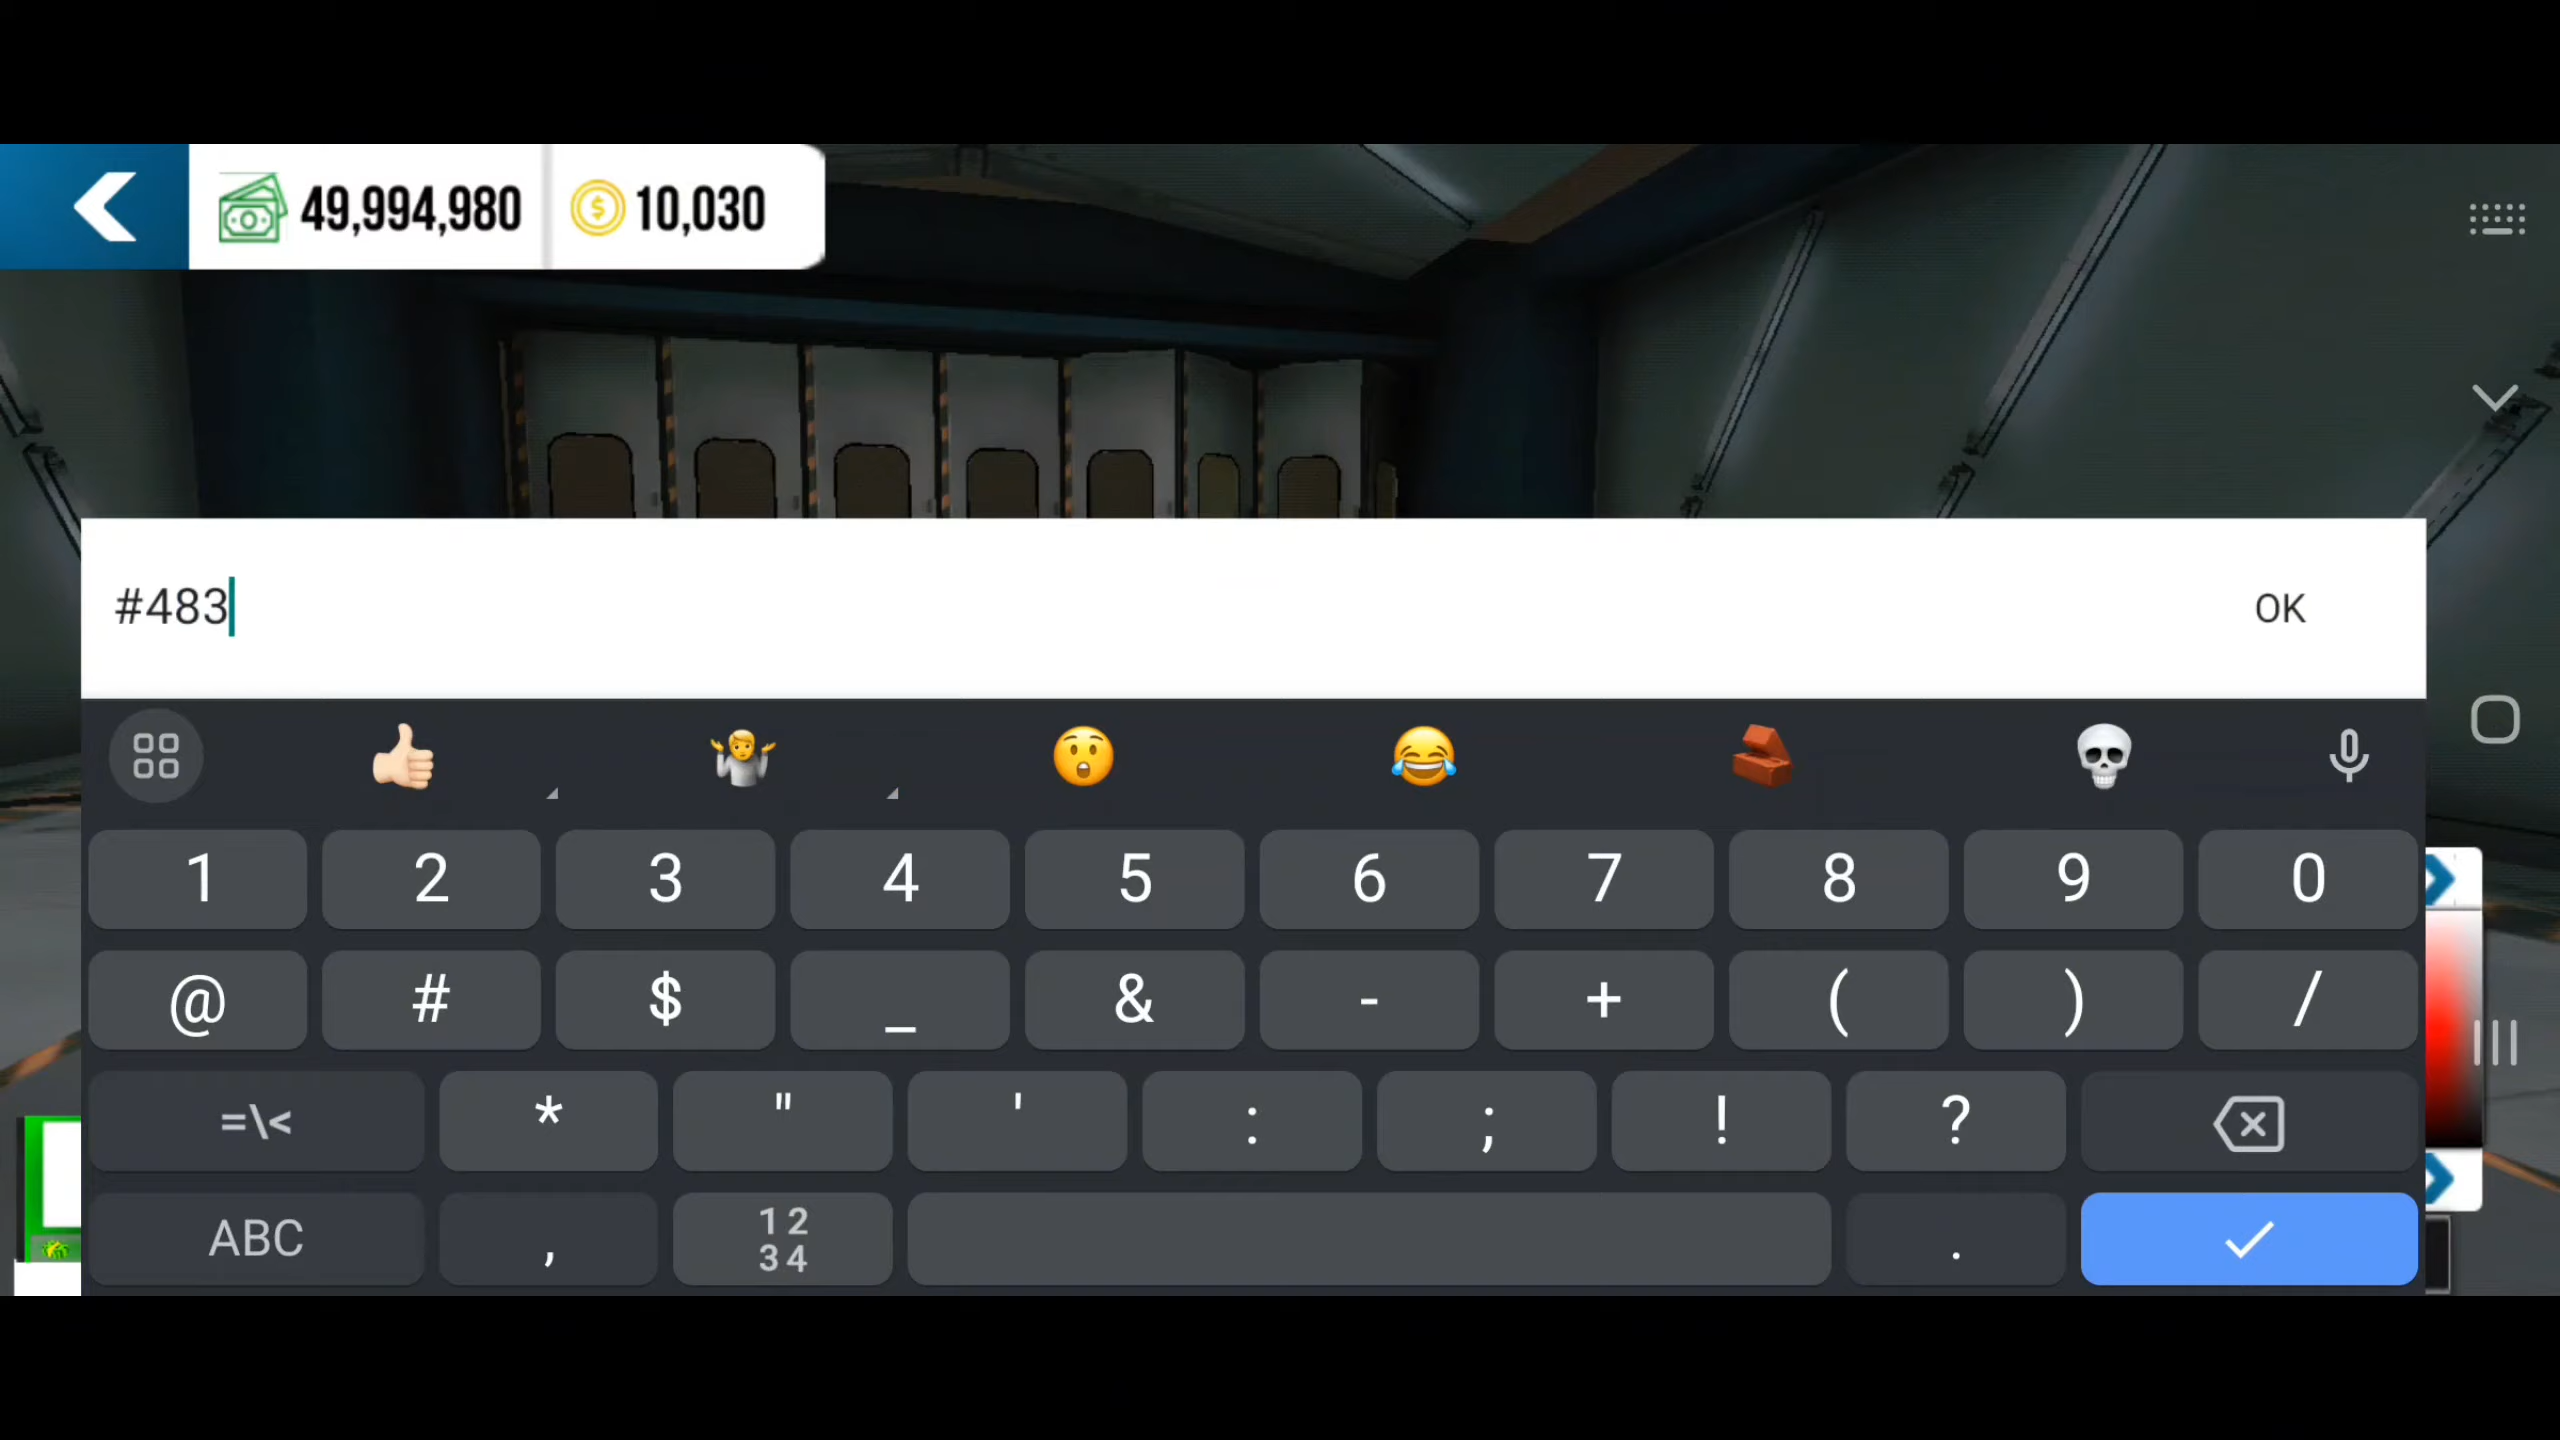 49,994,980 10,030
#483 OK
1 2 3 4 5 6 7 8 9 0
@ # $ _ & - + ( ) /
=\< * " ' : ; ! ?
ABC , 12 34 .